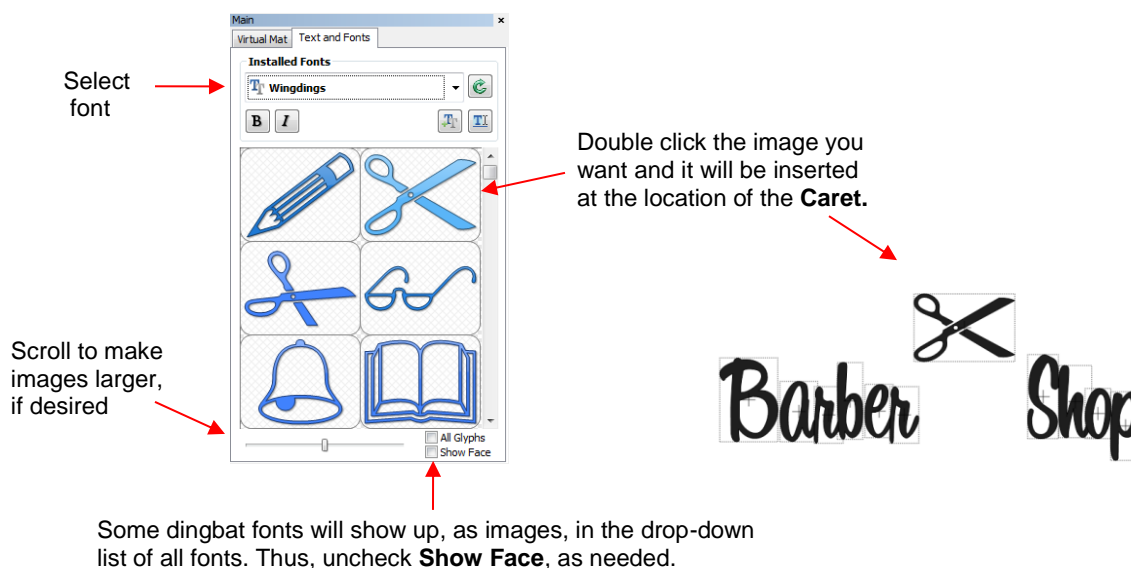 Main
Virtual Mat Text and Fonts
Installed Fonts
Select
font
Wingdings
B I
Double click the image you
want and it will be inserted
at the location of the Caret.
Scroll to make
images larger,
if desired
Barber Shop
All Glyphs
Show Face
Some dingbat fonts will show up, as images, in the drop-down
list of all fonts. Thus, uncheck Show Face, as needed.